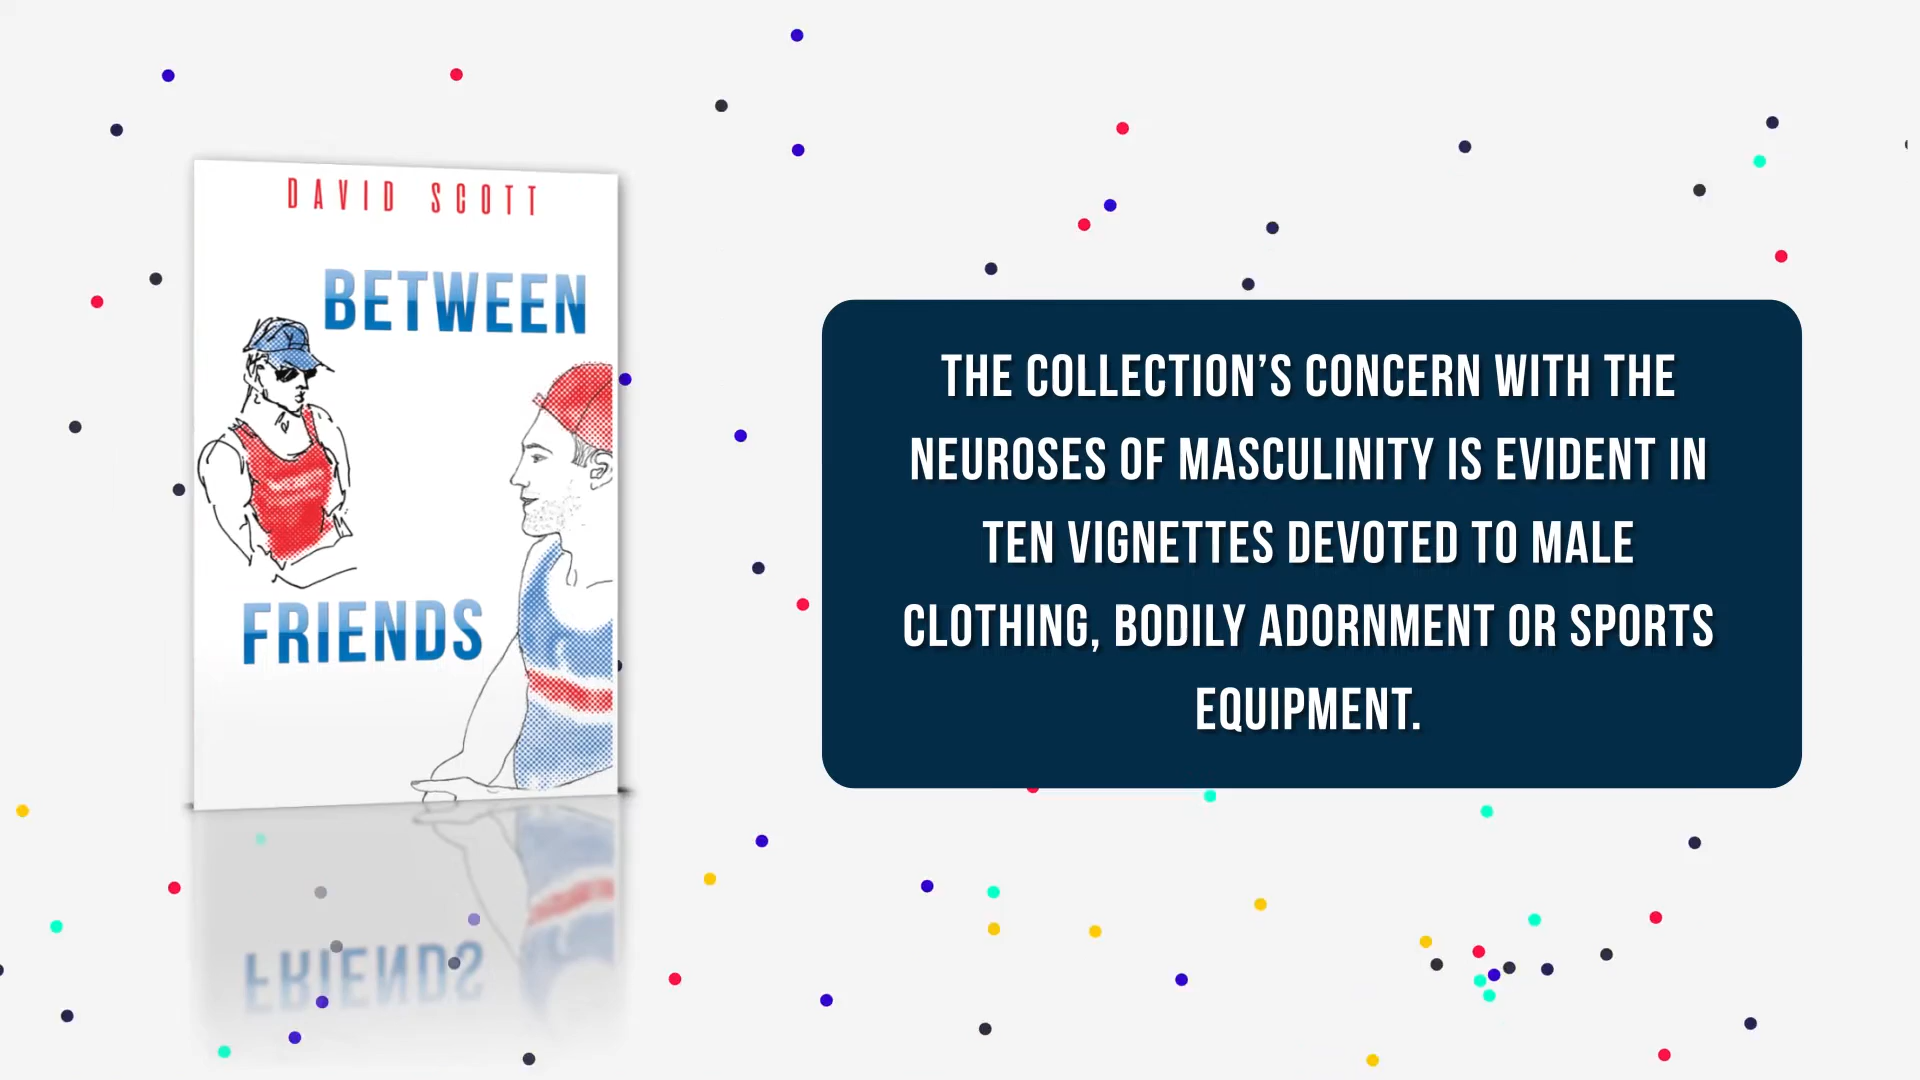 DAVID SCOTT
BETWEEN
FRIENDS
THE COLLECTION’S CONCERN WITH THE
NEUROSES OF MASCULINITY IS EVIDENT IN
TEN VIGNETTES DEVOTED TO MALE
CLOTHING, BODILY ADORNMENT OR SPORTS
EQUIPMENT.
FRIENDS